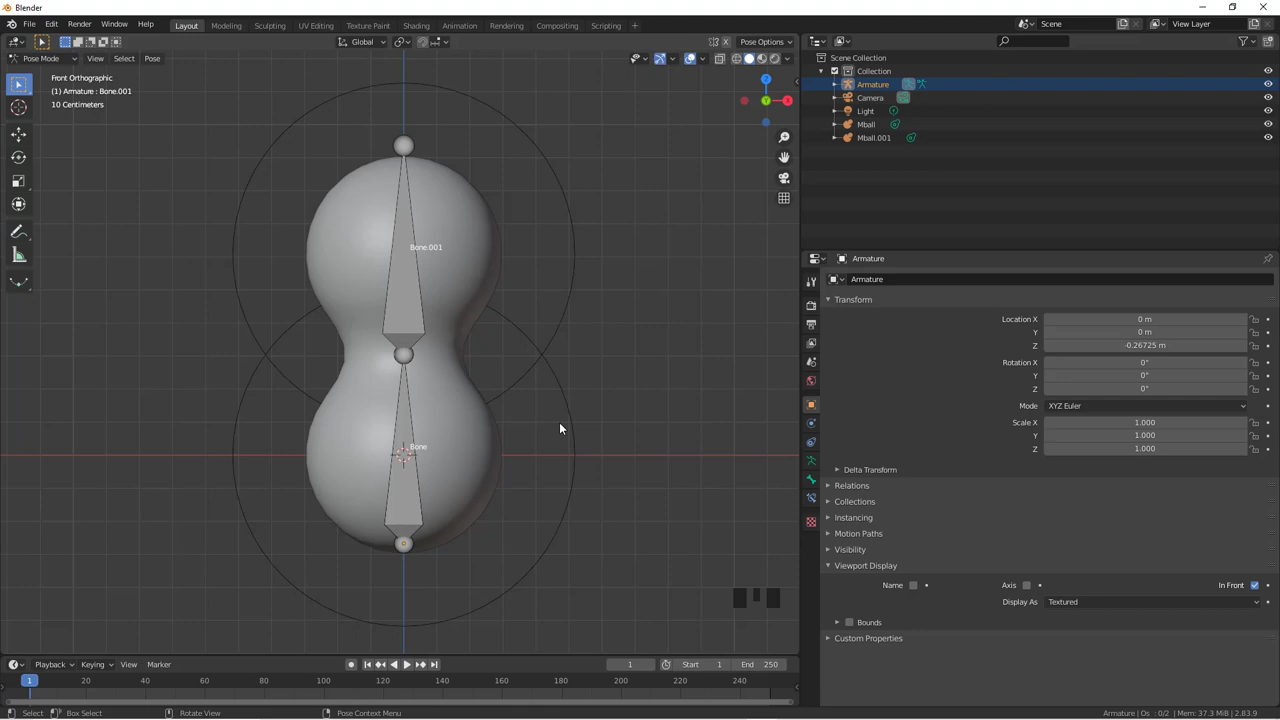 Blender
File Edit Render Window Help Layout Modeling Sculpting UV Editing Texture Paint Shading Animation Rendering Compositing Scripting + Scene View Layer
Global Pose Options
Pose Mode View Select Pose
Front Orthographic
(1) Armature : Bone.001
10 Centimeters
Z
Y X
Bone.001
Bone
Scene Collection
Collection
Armature
Camera
Light
Mball
Mball.001
Armature
Armature
Transform
Location X 0 m
Y 0 m
Z -0.26725 m
Rotation X 0°
Y 0°
Z 0°
Mode XYZ Euler
Scale X 1.000
Y 1.000
Z 1.000
Delta Transform
Relations
Collections
Instancing
Motion Paths
Visibility
Viewport Display
Name Axis In Front
Display As Textured
Bounds
Custom Properties
Playback Keying View Marker 1 Start 1 End 250
1 20 40 60 80 100 120 140 160 180 200 220 240
Select Box Select Rotate View Pose Context Menu Armature | Os : 0/2 | Mem: 37.3 MiB | 2.83.9